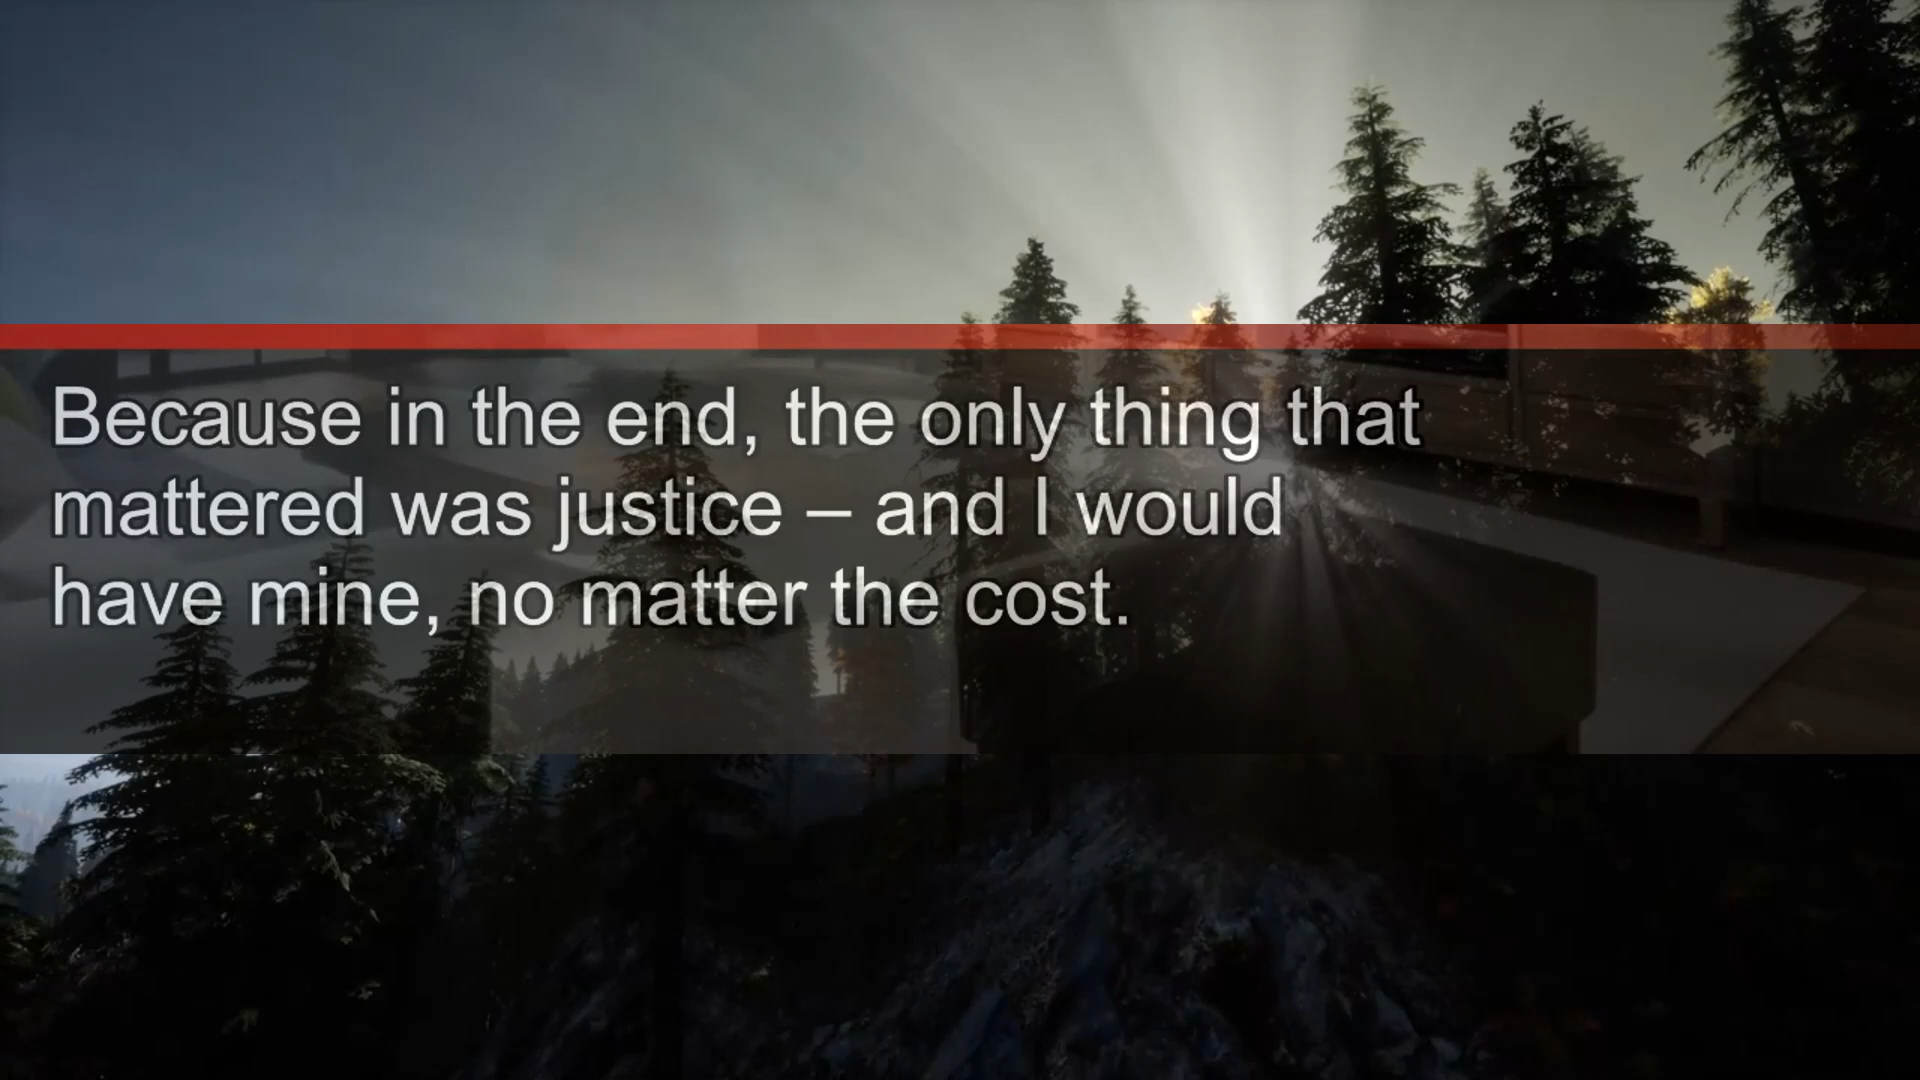 Because in the end, the only thing that
mattered was justice – and I would
have mine, no matter the cost.